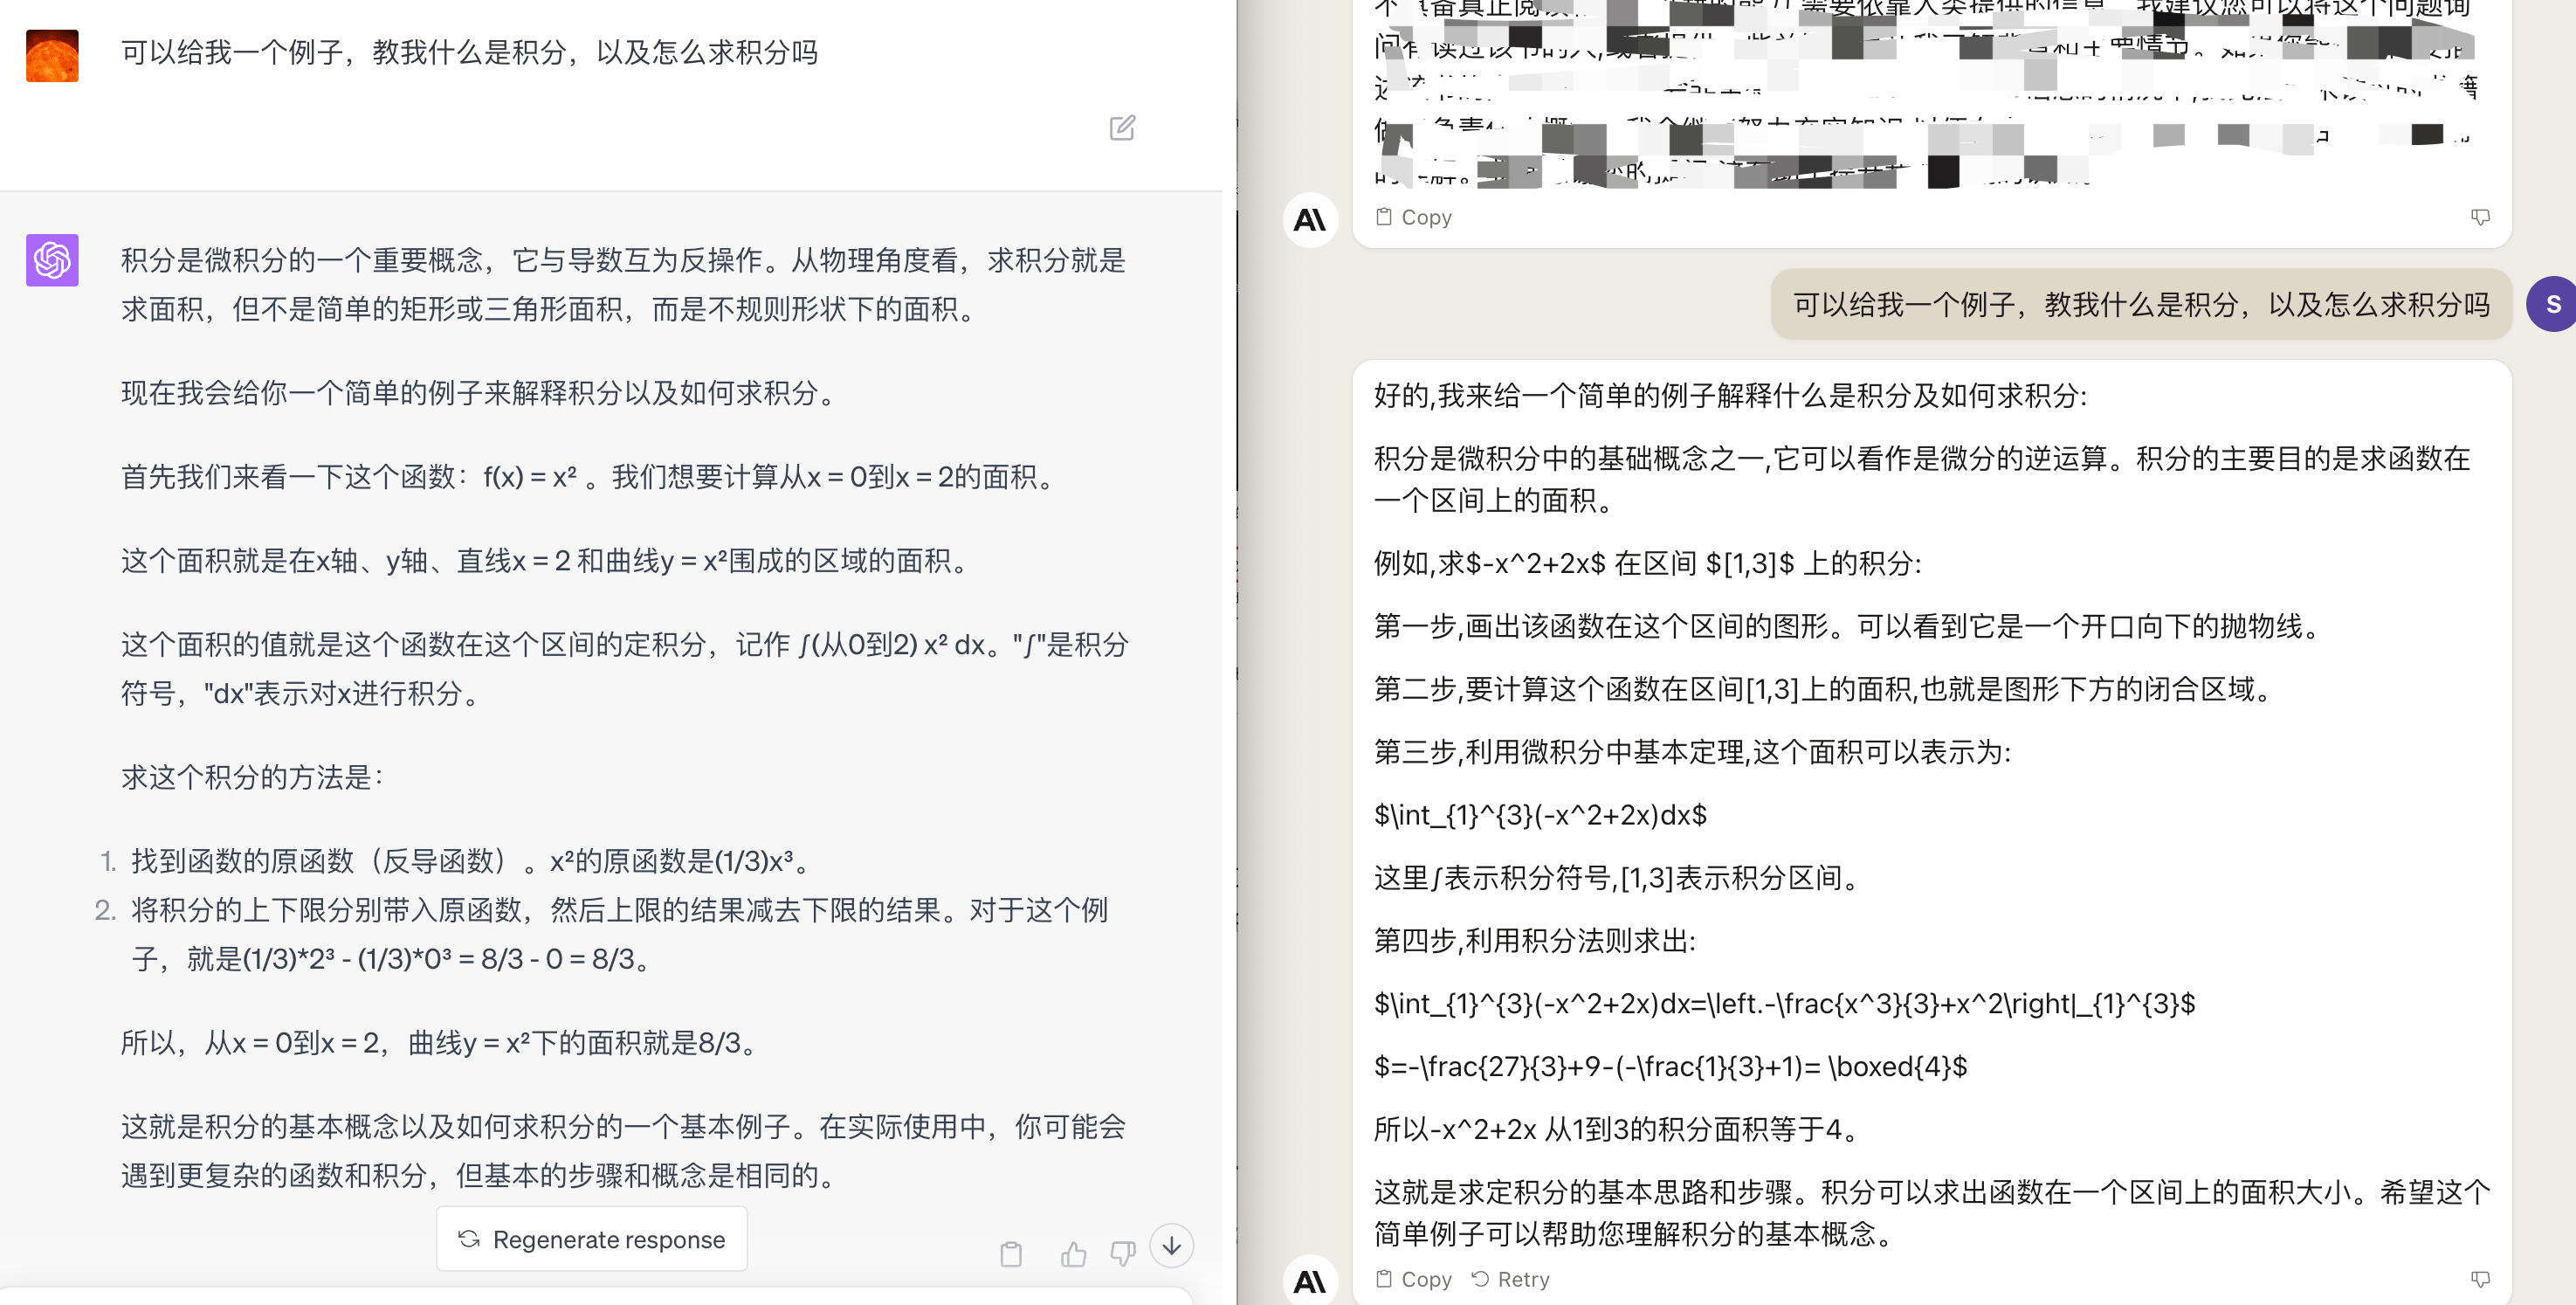 可以给我一个例子，教我什么是积分，以及怎么求积分吗
积分是微积分的一个重要概念，它与导数互为反操作。从物理角度看，求积分就是
求面积，但不是简单的矩形或三角形面积，而是不规则形状下的面积。
现在我会给你一个简单的例子来解释积分以及如何求积分。
首先我们来看一下这个函数：f(x) = x² 。我们想要计算从x = 0到x = 2的面积。
这个面积就是在x轴、y轴、直线x = 2 和曲线y = x²围成的区域的面积。
这个面积的值就是这个函数在这个区间的定积分，记作 ∫(从0到2) x² dx。"∫"是积分
符号，"dx"表示对x进行积分。
求这个积分的方法是：
1. 找到函数的原函数（反导函数）。x²的原函数是(1/3)x³。
2. 将积分的上下限分别带入原函数，然后上限的结果减去下限的结果。对于这个例
子，就是(1/3)*2³ - (1/3)*0³ = 8/3 - 0 = 8/3。
所以，从x = 0到x = 2，曲线y = x²下的面积就是8/3。
这就是积分的基本概念以及如何求积分的一个基本例子。在实际使用中，你可能会
遇到更复杂的函数和积分，但基本的步骤和概念是相同的。
Regenerate response
需要依靠人类提供的信息。我建议您可以将这个问题询
Copy
可以给我一个例子，教我什么是积分，以及怎么求积分吗
S
好的,我来给一个简单的例子解释什么是积分及如何求积分:
积分是微积分中的基础概念之一,它可以看作是微分的逆运算。积分的主要目的是求函数在
一个区间上的面积。
例如,求$-x^2+2x$ 在区间 $[1,3]$ 上的积分:
第一步,画出该函数在这个区间的图形。可以看到它是一个开口向下的抛物线。
第二步,要计算这个函数在区间[1,3]上的面积,也就是图形下方的闭合区域。
第三步,利用微积分中基本定理,这个面积可以表示为:
$\int_{1}^{3}(-x^2+2x)dx$
这里∫表示积分符号,[1,3]表示积分区间。
第四步,利用积分法则求出:
$\int_{1}^{3}(-x^2+2x)dx=\left.-\frac{x^3}{3}+x^2\right|_{1}^{3}$
$=-\frac{27}{3}+9-(-\frac{1}{3}+1)= \boxed{4}$
所以-x^2+2x 从1到3的积分面积等于4。
这就是求定积分的基本思路和步骤。积分可以求出函数在一个区间上的面积大小。希望这个
简单例子可以帮助您理解积分的基本概念。
Copy Retry